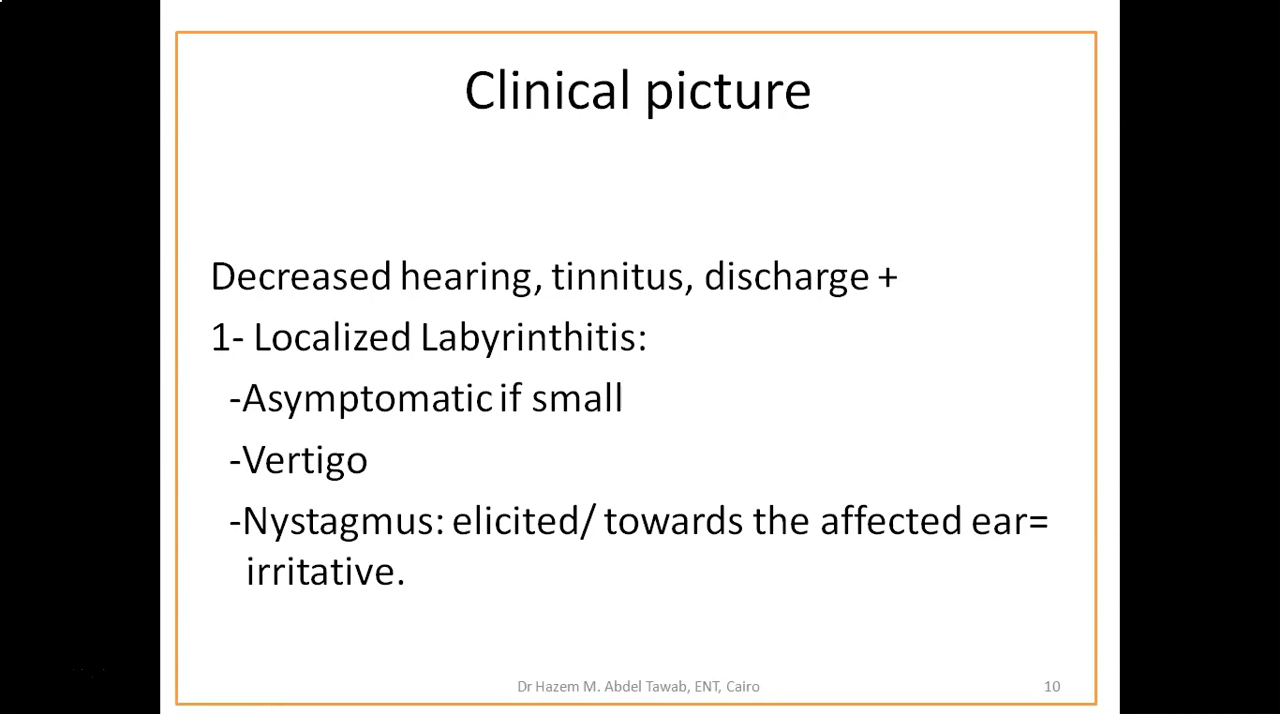 Clinical picture
Decreased hearing, tinnitus, discharge +
1- Localized Labyrinthitis:
-Asymptomatic if small
-Vertigo
-Nystagmus: elicited/ towards the affected ear=
irritative.
Dr Hazem M. Abdel Tawab, ENT, Cairo
10